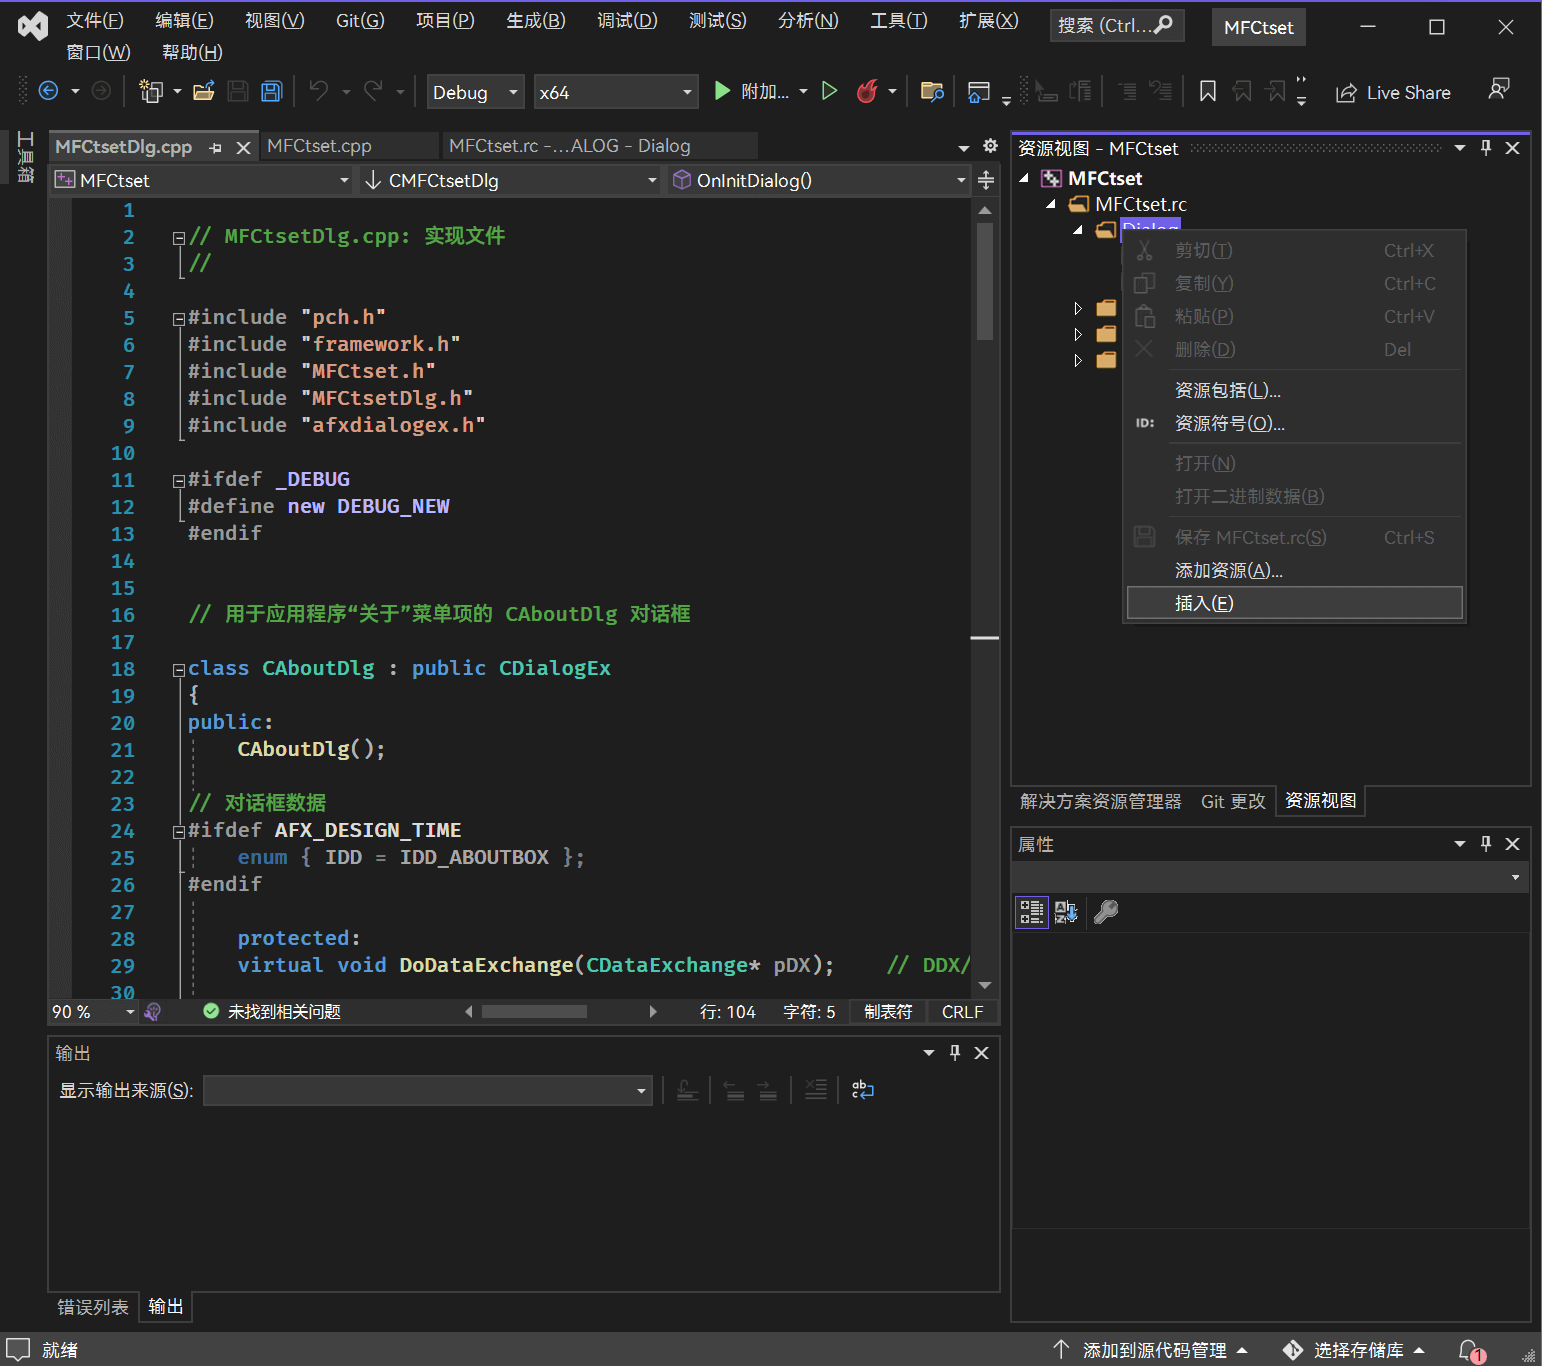 文件(F) 编辑(E) 视图(V) Git(G) 项目(P) 生成(B) 调试(D) 测试(S) 分析(N) 工具(T) 扩展(X) 搜索 (Ctrl... MFCtset
窗口(W) 帮助(H)
Debug x64 附加... Live Share
工具箱
MFCtsetDlg.cpp MFCtset.cpp MFCtset.rc -...ALOG - Dialog
MFCtset CMFCtsetDlg OnInitDialog()
1
2 // MFCtsetDlg.cpp: 实现文件
3 //
4
5 #include "pch.h"
6 #include "framework.h"
7 #include "MFCtset.h"
8 #include "MFCtsetDlg.h"
9 #include "afxdialogex.h"
10
11 #ifdef _DEBUG
12 #define new DEBUG_NEW
13 #endif
14
15
16 // 用于应用程序“关于”菜单项的 CAboutDlg 对话框
17
18 class CAboutDlg : public CDialogEx
19 {
20 public:
21 CAboutDlg();
22
23 // 对话框数据
24 #ifdef AFX_DESIGN_TIME
25 enum { IDD = IDD_ABOUTBOX };
26 #endif
27
28 protected:
29 virtual void DoDataExchange(CDataExchange* pDX); // DDX/
30
90 % 未找到相关问题 行: 104 字符: 5 制表符 CRLF
输出
显示输出来源(S):
错误列表 输出
资源视图 - MFCtset
MFCtset
MFCtset.rc
Dialog
剪切(T) Ctrl+X
复制(Y) Ctrl+C
粘贴(P) Ctrl+V
删除(D) Del
资源包括(L)...
ID: 资源符号(O)...
打开(N)
打开二进制数据(B)
保存 MFCtset.rc(S) Ctrl+S
添加资源(A)...
插入(E)
解决方案资源管理器 Git 更改 资源视图
属性
就绪 添加到源代码管理 选择存储库 1